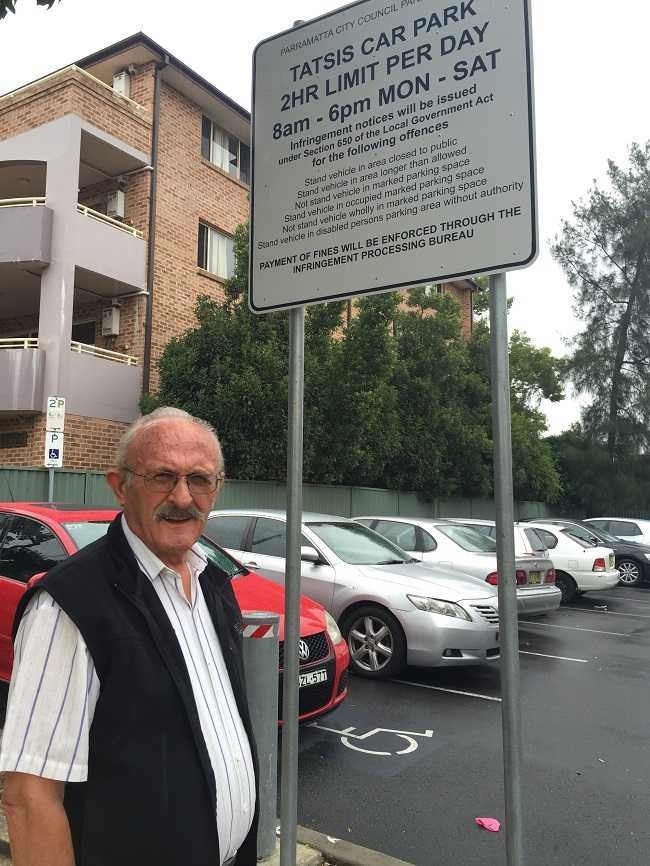 PARRAMATTA CITY COUNCIL
TATSIS CAR PARK
2HR LIMIT PER DAY
8am - 6pm MON - SAT
Infringement notices will be issued
under Section 650 of the Local Government Act
for the following offences
Stand vehicle in area closed to public
Stand vehicle in area longer than allowed
Not stand vehicle in marked parking space
Stand vehicle in occupied marked parking space
Not stand vehicle wholly in marked parking space
Stand vehicle in disabled persons parking area without authority
PAYMENT OF FINES WILL BE ENFORCED THROUGH THE
INFRINGEMENT PROCESSING BUREAU
2P
P